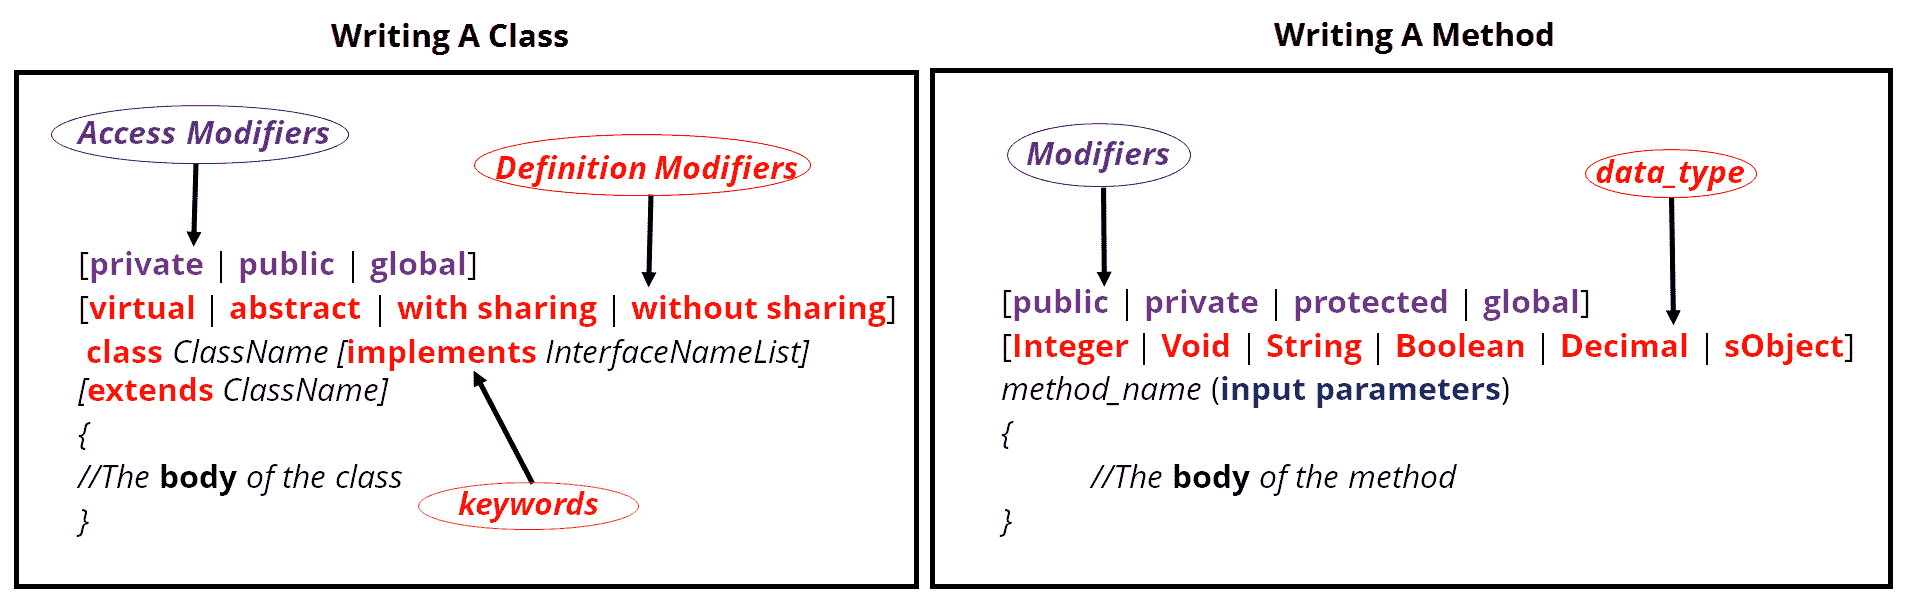 Writing A Class
Access Modifiers
Definition Modifiers
[private | public | global]
[virtual | abstract | with sharing | without sharing]
class ClassName [implements InterfaceNameList]
[extends ClassName]
{
//The body of the class
}
keywords
Writing A Method
Modifiers
data_type
[public | private | protected | global]
[Integer | Void | String | Boolean | Decimal | sObject]
method_name (input parameters)
{
//The body of the method
}